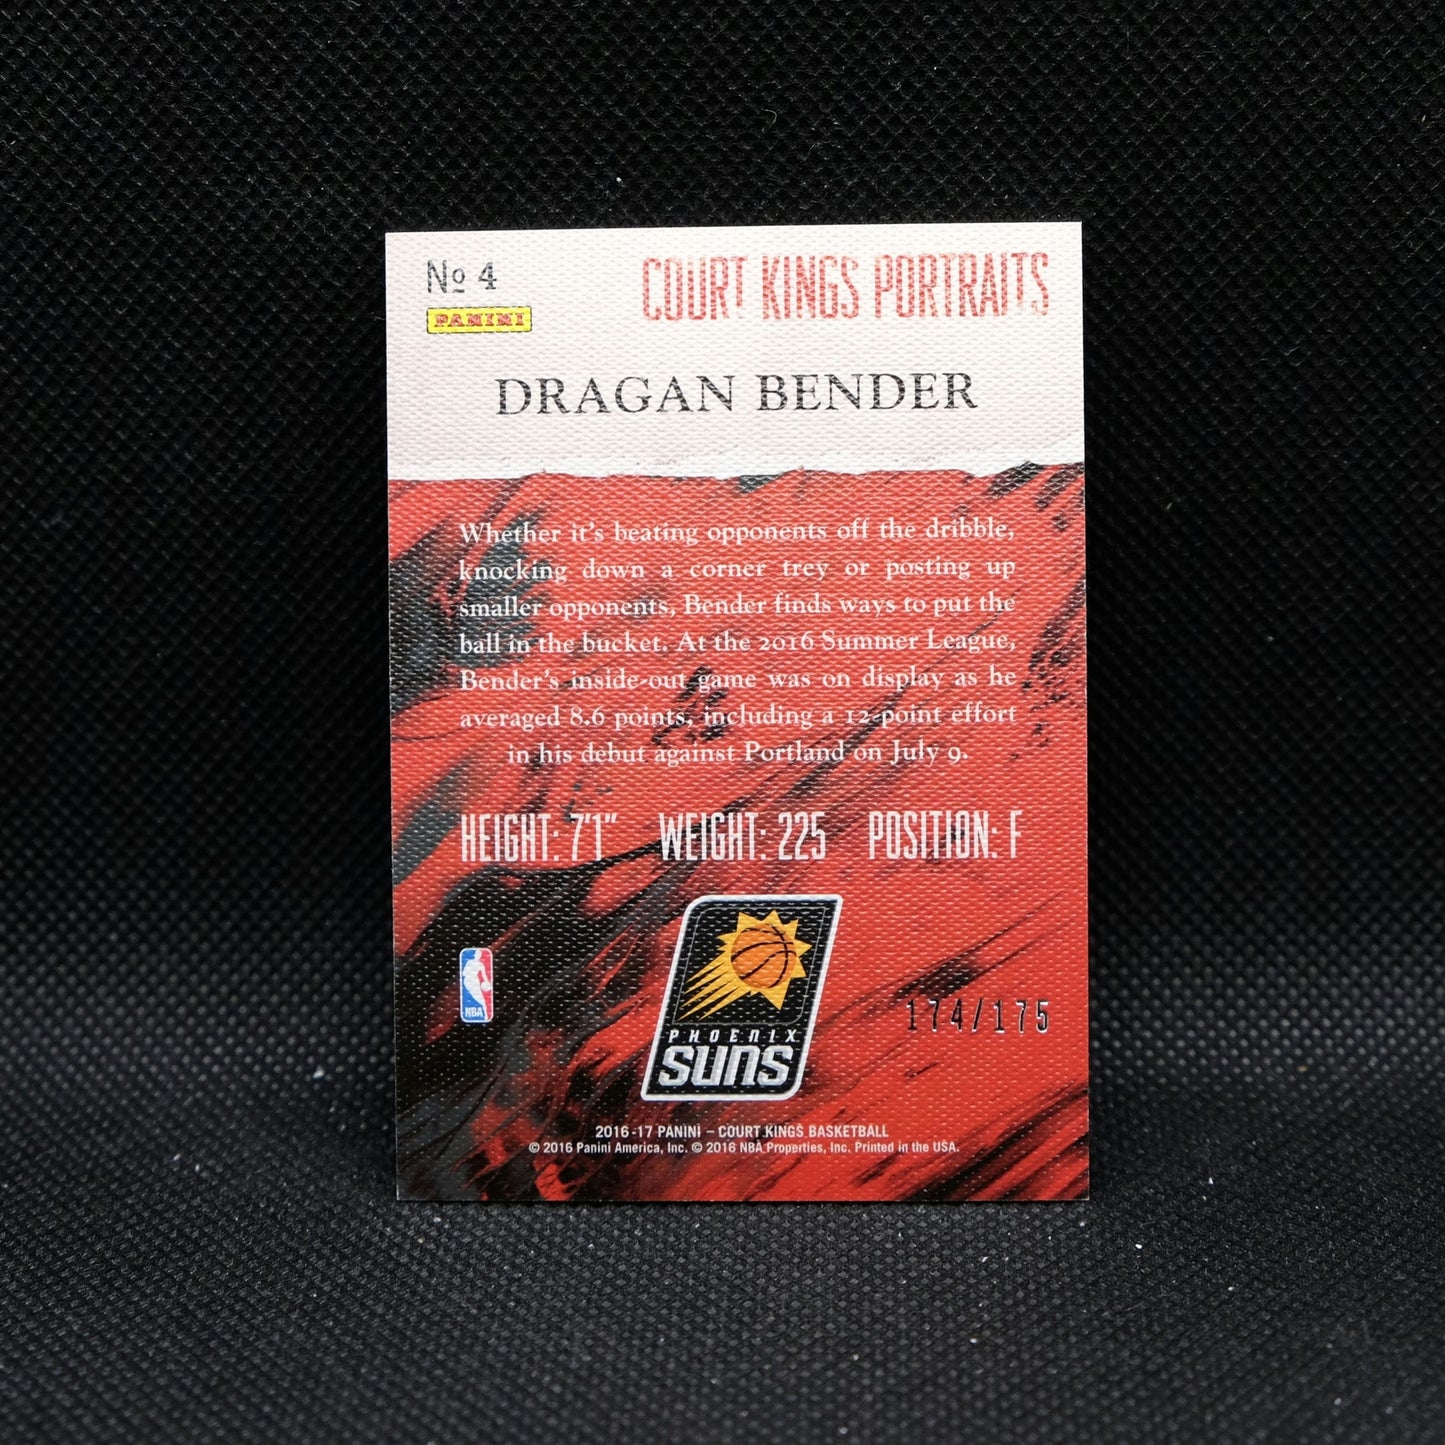 Nº 4
PANINI
COURT KINGS PORTRAITS
DRAGAN BENDER
Whether it's beating opponents off the dribble,
knocking down a corner trey or posting up
smaller opponents, Bender finds ways to put the
ball in the bucket. At the 2016 Summer League,
Bender's inside-out game was on display as he
averaged 8.6 points, including a 12-point effort
in his debut against Portland on July 9.
HEIGHT: 7'1" WEIGHT: 225 POSITION: F
NBA
PHOENIX
SUNS
174/175
2016-17 PANINI – COURT KINGS BASKETBALL
© 2016 Panini America, Inc. © 2016 NBA Properties, Inc. Printed in the USA.